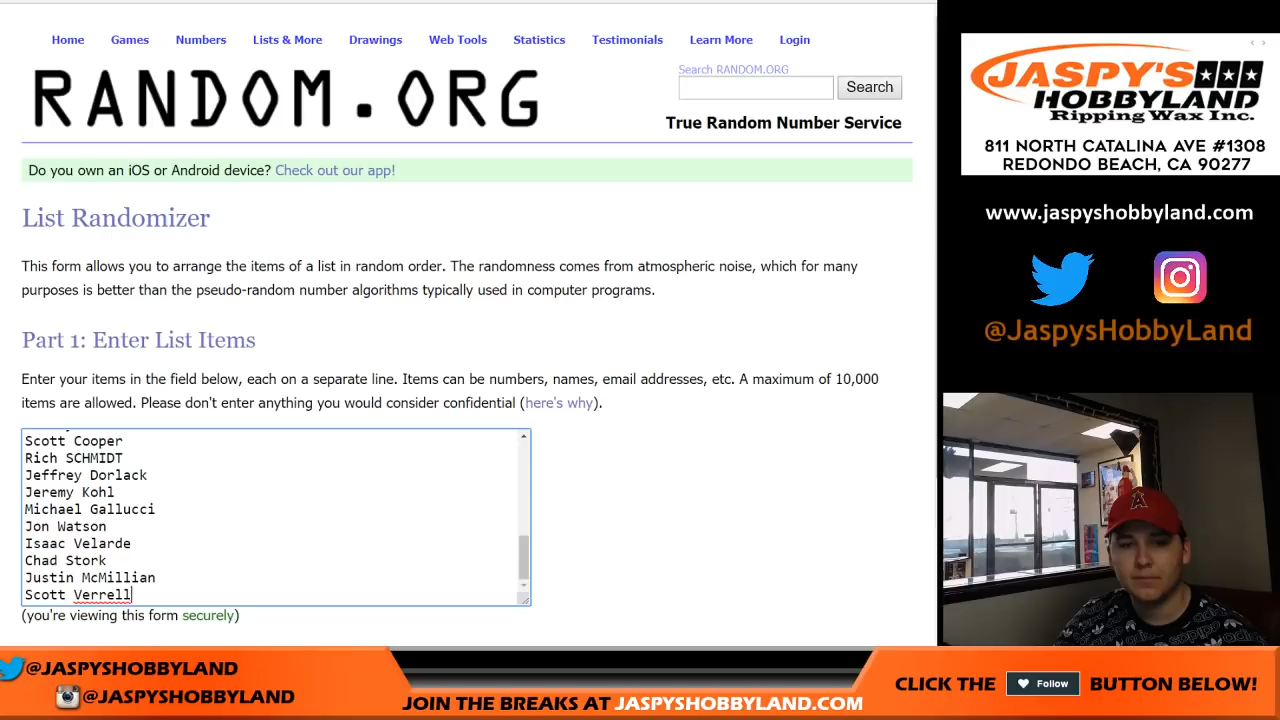 Home Games Numbers Lists & More Drawings Web Tools Statistics Testimonials Learn More Login
RANDOM.ORG
Search RANDOM.ORG
Search
True Random Number Service
Do you own an iOS or Android device? Check out our app!
List Randomizer
This form allows you to arrange the items of a list in random order. The randomness comes from atmospheric noise, which for many
purposes is better than the pseudo-random number algorithms typically used in computer programs.
Part 1: Enter List Items
Enter your items in the field below, each on a separate line. Items can be numbers, names, email addresses, etc. A maximum of 10,000
items are allowed. Please don't enter anything you would consider confidential (here's why).
Scott Cooper
Rich SCHMIDT
Jeffrey Dorlack
Jeremy Kohl
Michael Gallucci
Jon Watson
Isaac Velarde
Chad Stork
Justin McMillian
Scott Verrell
(you're viewing this form securely)
JASPY'S
HOBBYLAND
Ripping Wax Inc.
811 NORTH CATALINA AVE #1308
REDONDO BEACH, CA 90277
www.jaspyshobbyland.com
@JaspysHobbyLand
@JASPYSHOBBYLAND
@JASPYSHOBBYLAND
JOIN THE BREAKS AT JASPYSHOBBYLAND.COM
CLICK THE Follow BUTTON BELOW!